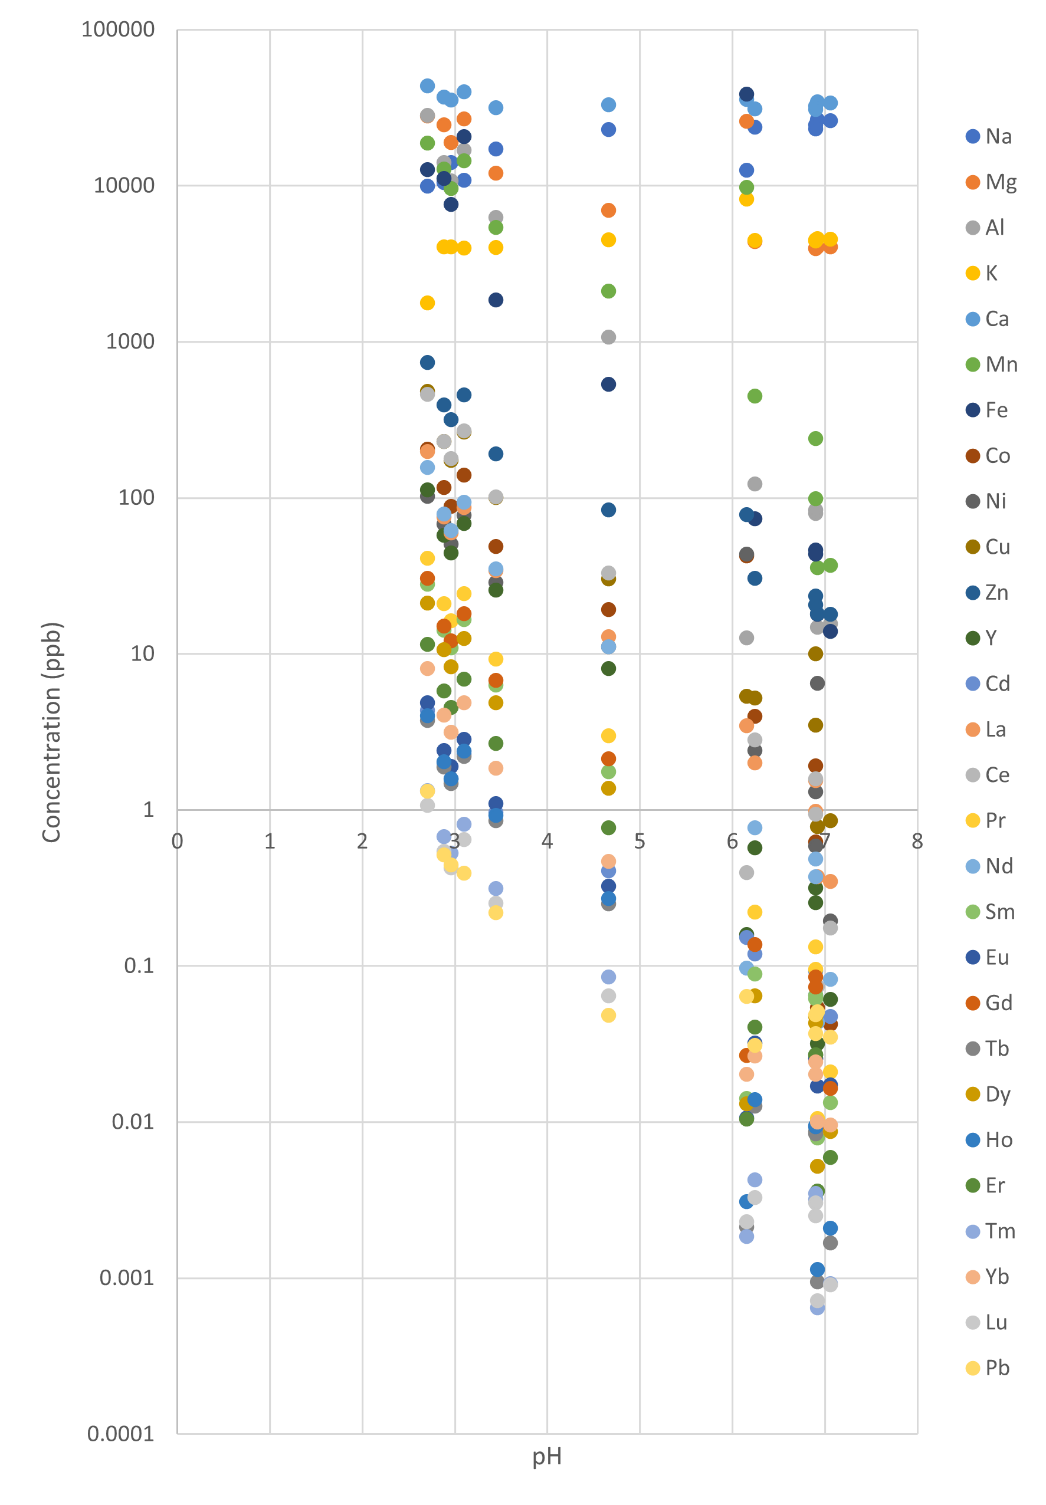 100000
10000
1000
100
10
1
0.1
0.01
0.001
0.0001
0 1 2 3 4 5 6 7 8
Concentration (ppb)
pH
Na
Mg
Al
K
Ca
Mn
Fe
Co
Ni
Cu
Zn
Y
Cd
La
Ce
Pr
Nd
Sm
Eu
Gd
Tb
Dy
Ho
Er
Tm
Yb
Lu
Pb